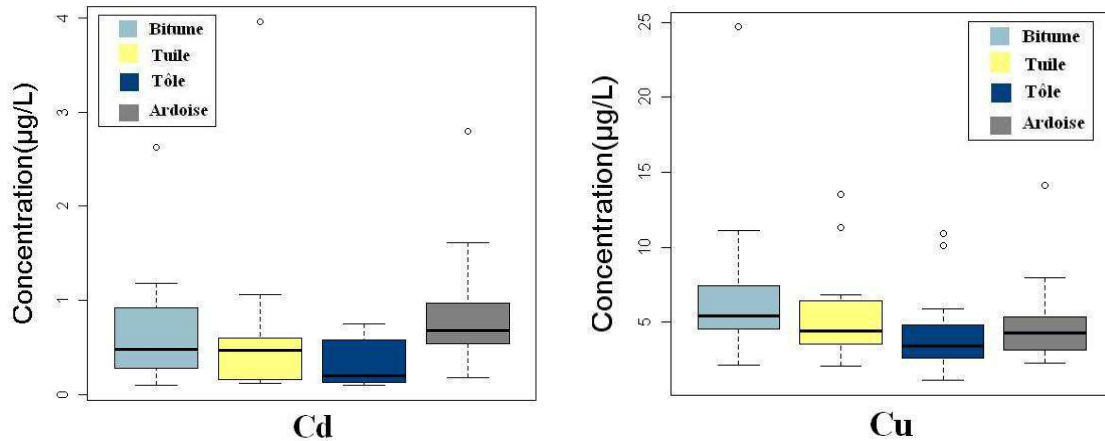 Concentration(µg/L)
4
3
2
1
0
Bitume
Tuile
Tôle
Ardoise
Cd
Concentration(µg/L)
25
20
15
10
5
Bitume
Tuile
Tôle
Ardoise
Cu